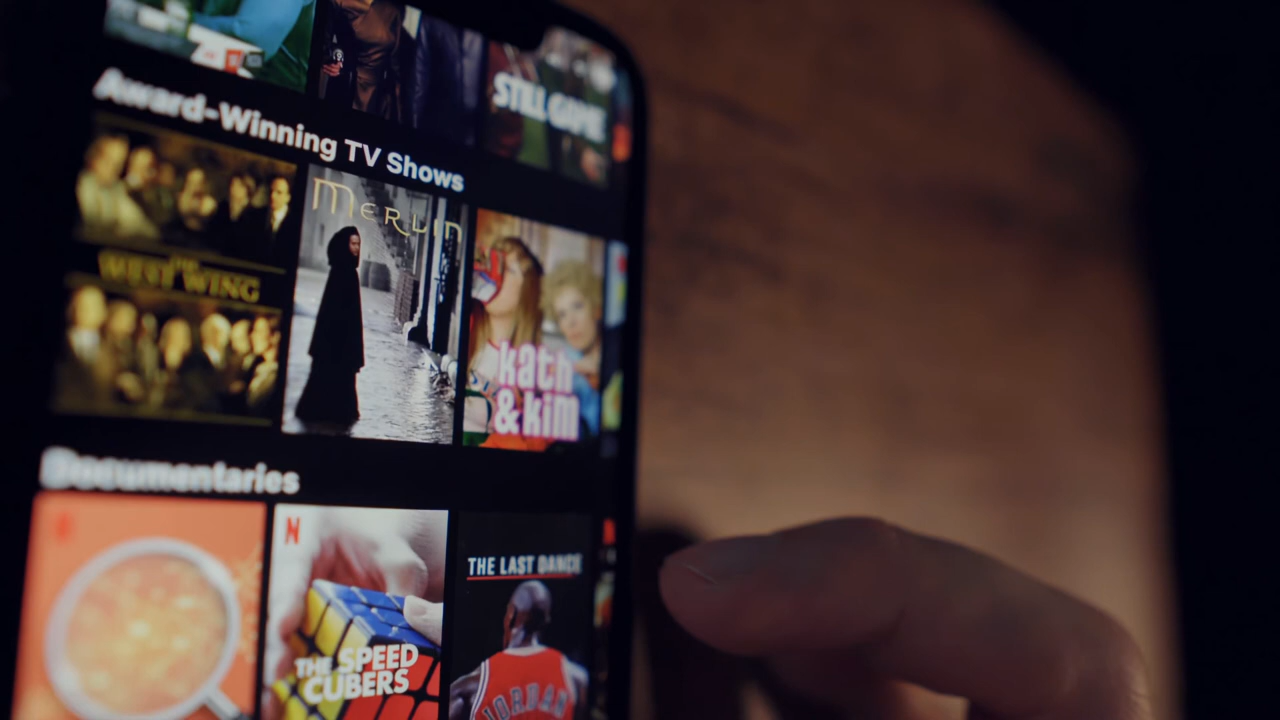 STILL GAME
Award-Winning TV Shows
THE
WEST WING
MERLIN
kath
& kim
Documentaries
N
THE SPEED
CUBERS
THE LAST DANCE
JORDAN